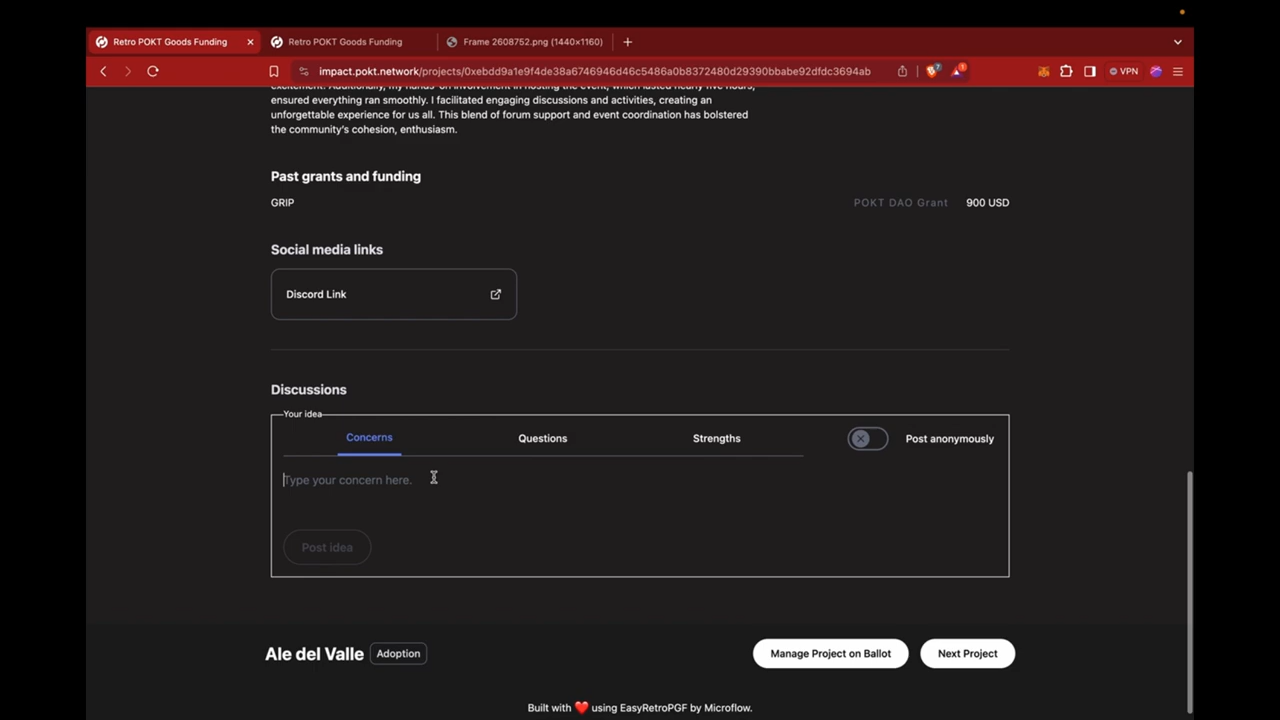 Retro POKT Goods Funding
Retro POKT Goods Funding
Frame 2608752.png (1440×1160)
impact.pokt.network/projects/0xebdd9a1e9f4de38a6746946d46c5486a0b8372480d29390bbabe92dfdc3694ab
7
1
VPN
excitement. Additionally, my hands-on involvement in hosting the event, which lasted nearly five hours,
ensured everything ran smoothly. I facilitated engaging discussions and activities, creating an
unforgettable experience for us all. This blend of forum support and event coordination has bolstered
the community's cohesion, enthusiasm.
Past grants and funding
GRIP POKT DAO Grant 900 USD
Social media links
Discord Link
Discussions
Your idea
Concerns Questions Strengths Post anonymously
Type your concern here.
Post idea
Ale del Valle Adoption Manage Project on Ballot Next Project
Built with ❤️ using EasyRetroPGF by Microflow.